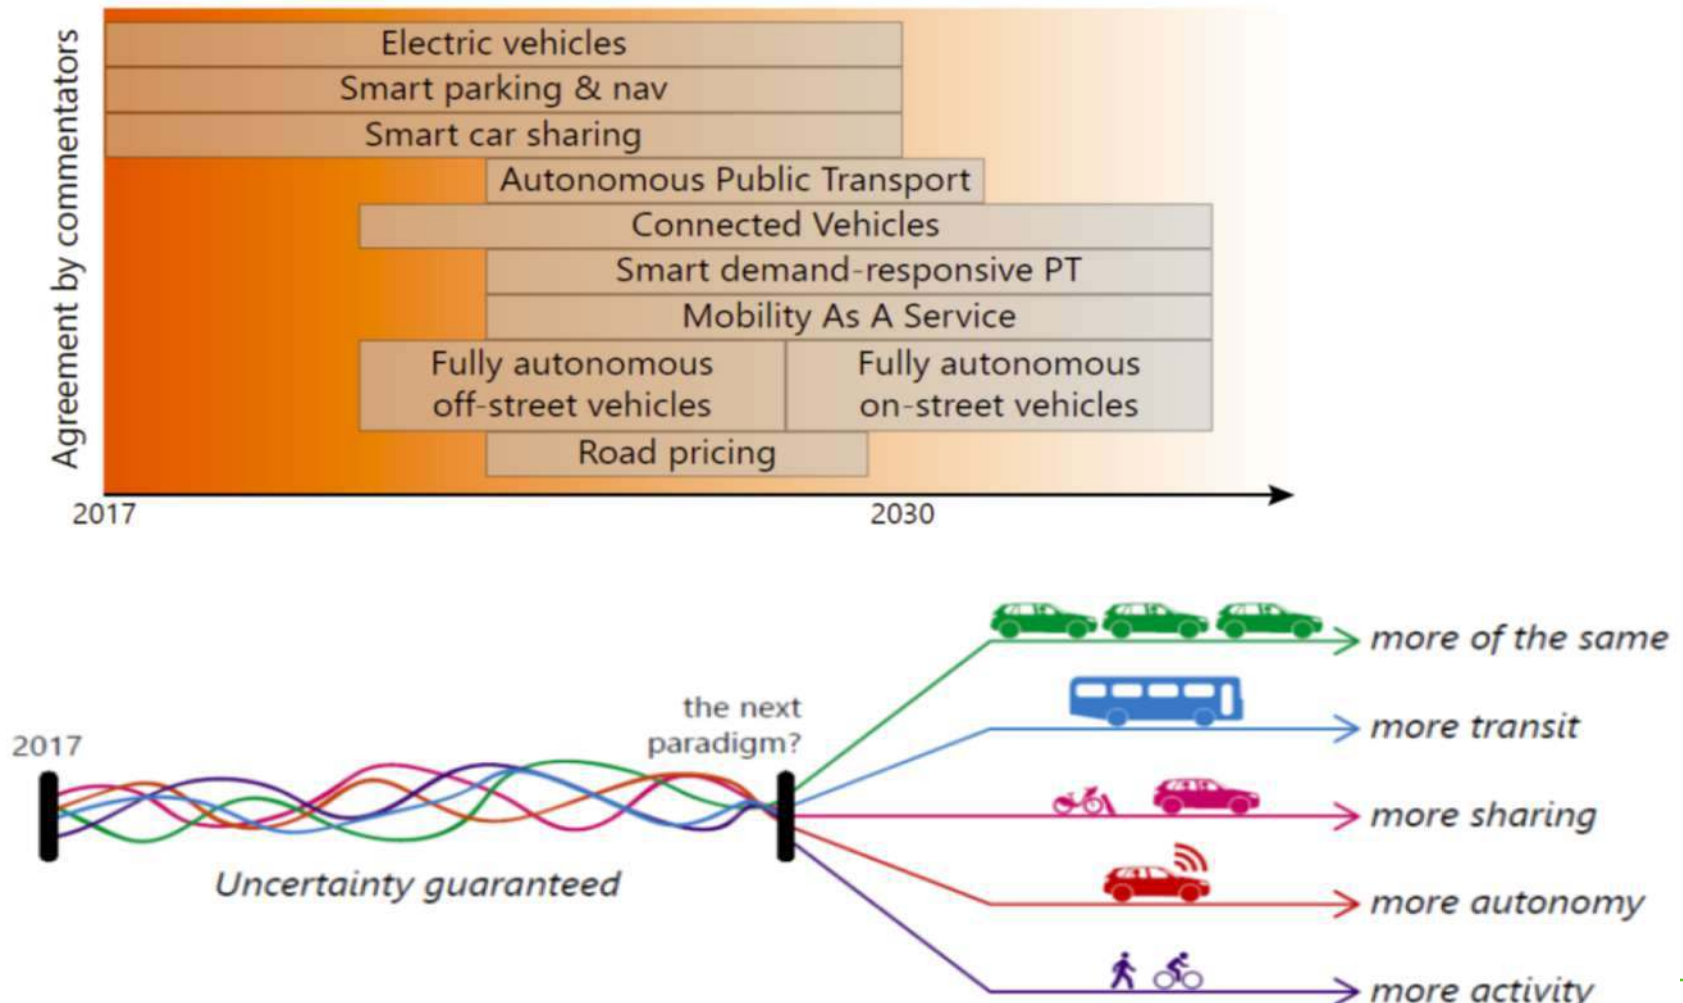 Agreement by commentators
Electric vehicles
Smart parking & nav
Smart car sharing
Autonomous Public Transport
Connected Vehicles
Smart demand-responsive PT
Mobility As A Service
Fully autonomous
off-street vehicles
Fully autonomous
on-street vehicles
Road pricing
2017
2030
2017
the next
paradigm?
Uncertainty guaranteed
more of the same
more transit
more sharing
more autonomy
more activity